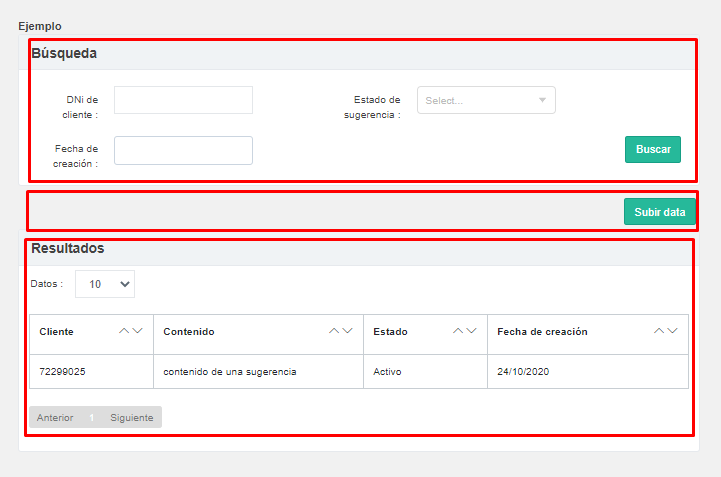 Ejemplo
Búsqueda
DNi de
cliente :
Estado de
sugerencia :
Select...
Fecha de
creación :
Buscar
Subir data
Resultados
Datos : 10
Cliente Contenido Estado Fecha de creación
72299025 contenido de una sugerencia Activo 24/10/2020
Anterior 1 Siguiente